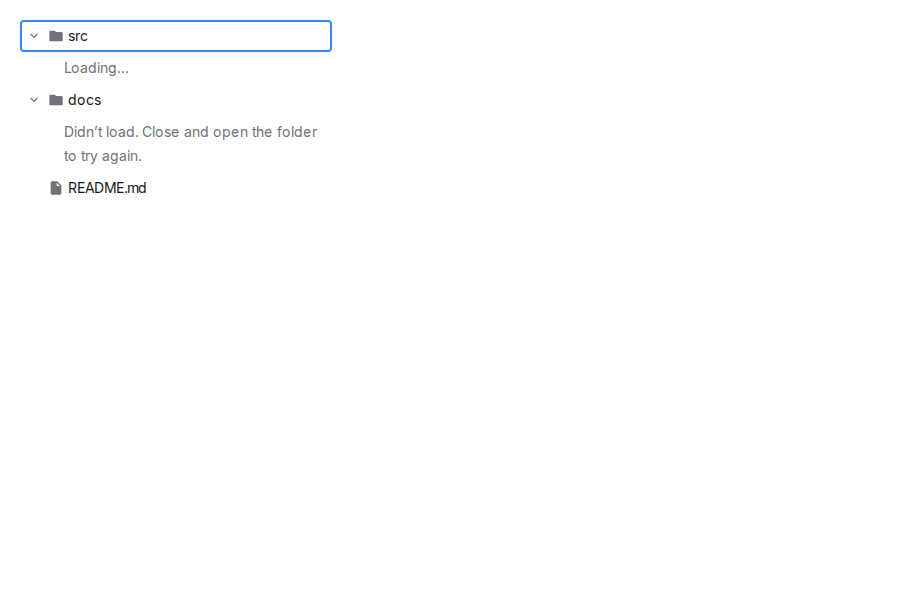 src
Loading…
docs
Didn’t load. Close and open the folder
to try again.
README.md